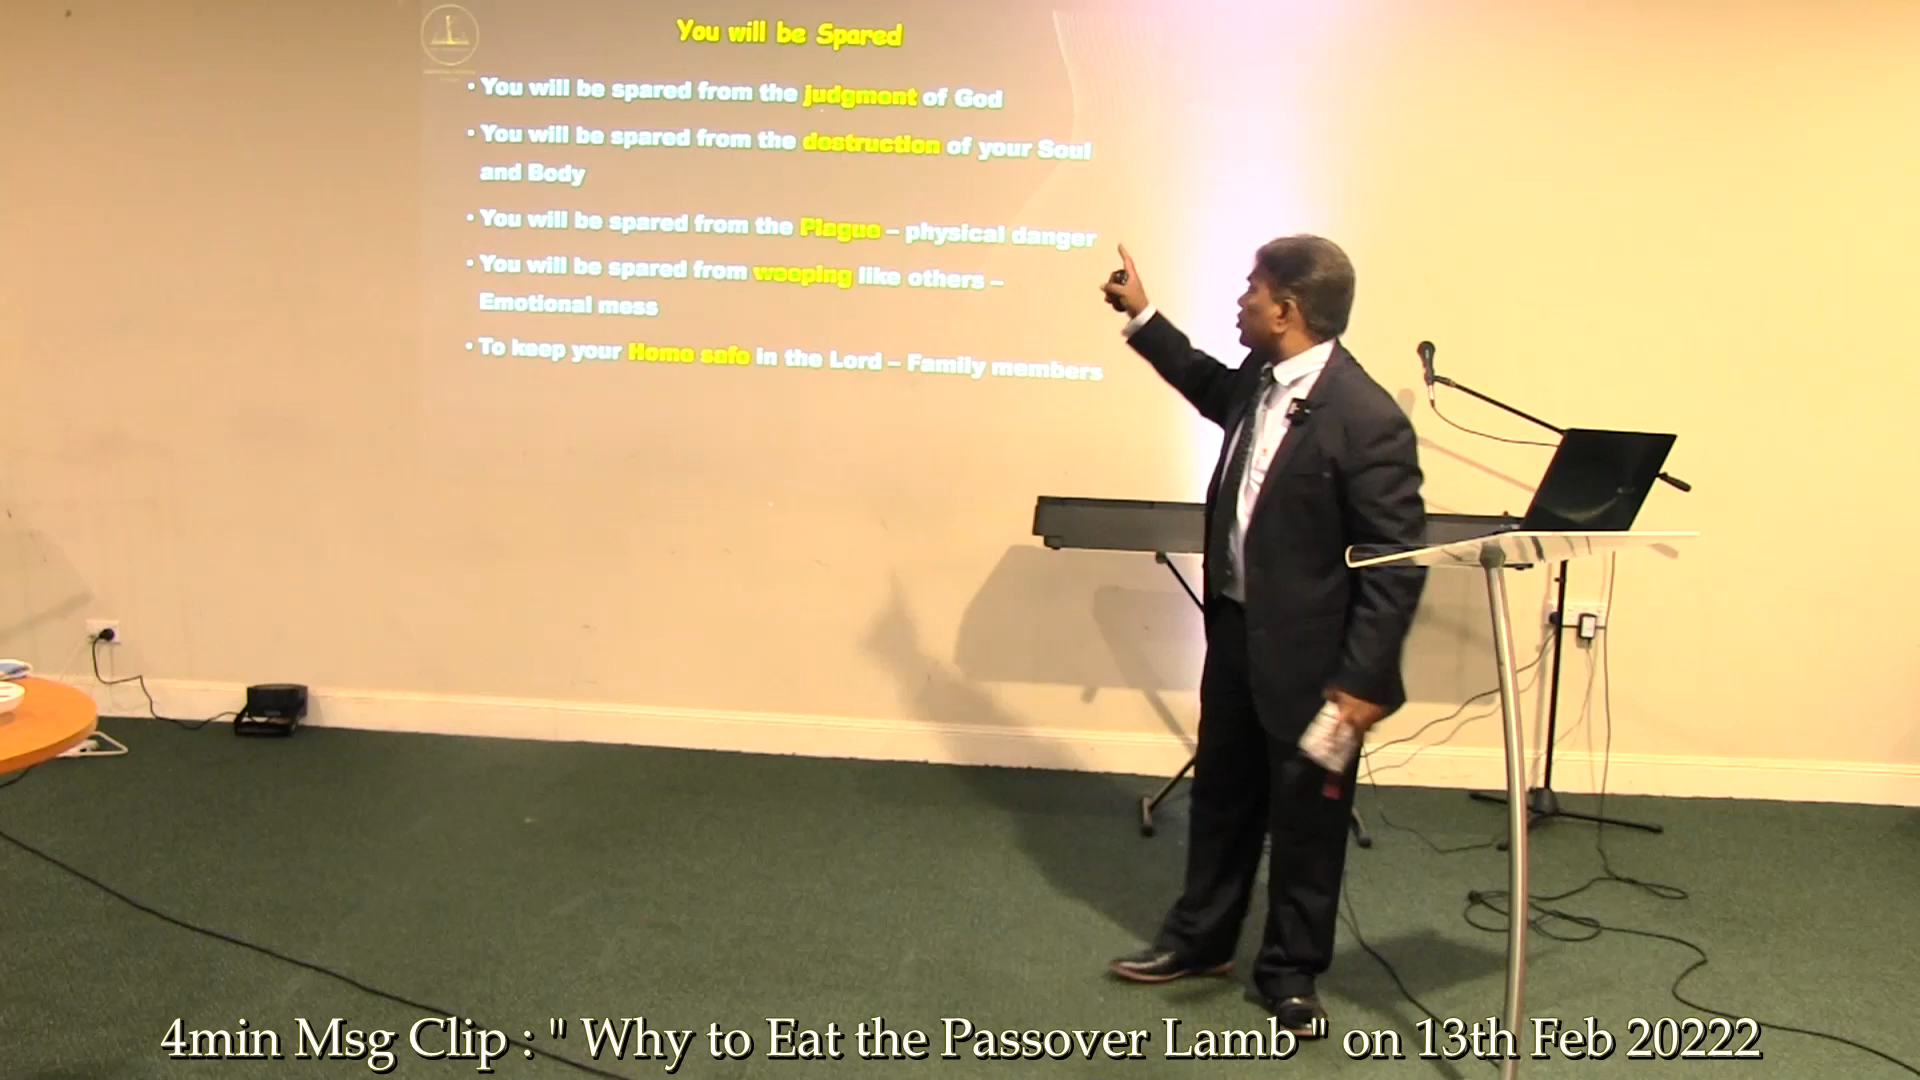 You will be Spared
• You will be spared from the judgment of God
• You will be spared from the destruction of your Soul
and Body
• You will be spared from the Plague – physical danger
• You will be spared from weeping like others –
Emotional mess
• To keep your Home safe in the Lord – Family members
4min Msg Clip : " Why to Eat the Passover Lamb " on 13th Feb 20222